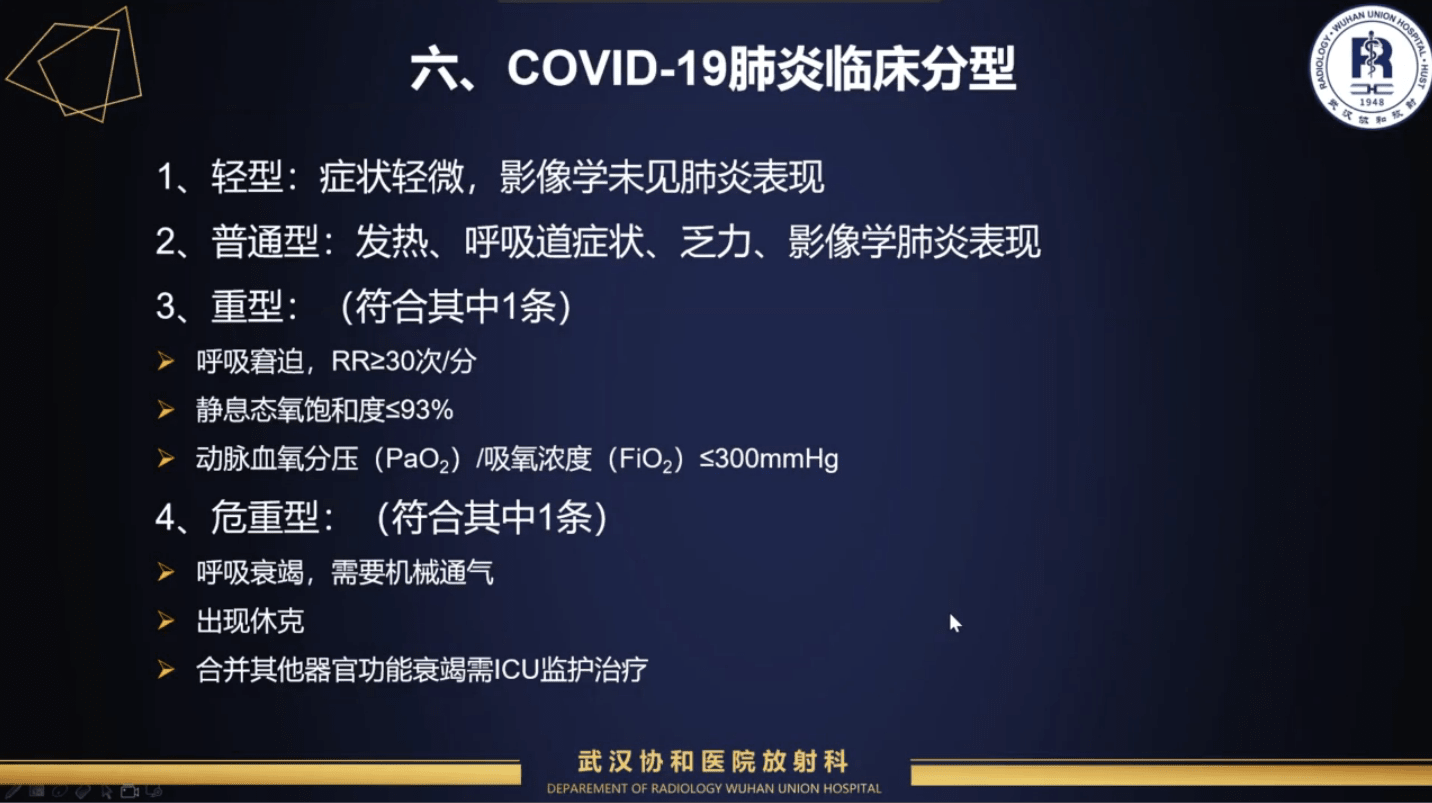 六、COVID-19肺炎临床分型
RADIOLOGY·WUHAN UNION HOSPITAL·HUST
1948
武汉协和放射
1、轻型：症状轻微，影像学未见肺炎表现
2、普通型：发热、呼吸道症状、乏力、影像学肺炎表现
3、重型：（符合其中1条）
呼吸窘迫，RR≥30次/分
静息态氧饱和度≤93%
动脉血氧分压（PaO₂）/吸氧浓度（FiO₂）≤300mmHg
4、危重型：（符合其中1条）
呼吸衰竭，需要机械通气
出现休克
合并其他器官功能衰竭需ICU监护治疗
武汉协和医院放射科
DEPAREMENT OF RADIOLOGY WUHAN UNION HOSPITAL